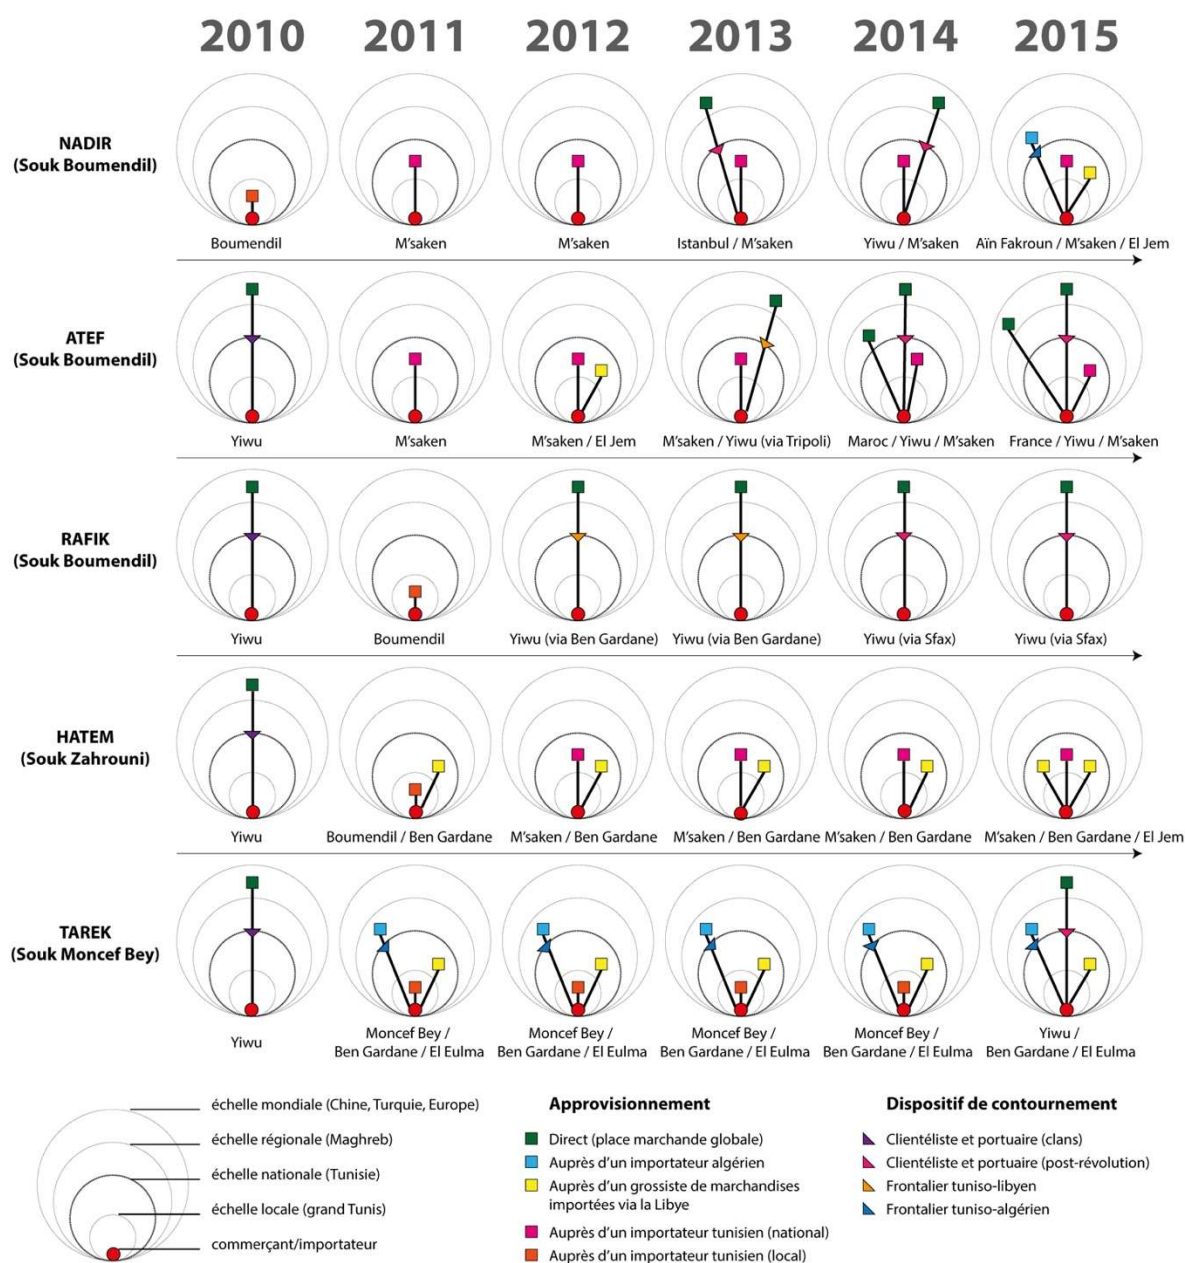 2010 2011 2012 2013 2014 2015
NADIR
(Souk Boumendil)
Boumendil M'saken M'saken Istanbul / M'saken Yiwu / M'saken Aïn Fakroun / M'saken / El Jem
ATEF
(Souk Boumendil)
Yiwu M'saken M'saken / El Jem M'saken / Yiwu (via Tripoli) Maroc / Yiwu / M'saken France / Yiwu / M'saken
RAFIK
(Souk Boumendil)
Yiwu Boumendil Yiwu (via Ben Gardane) Yiwu (via Ben Gardane) Yiwu (via Sfax) Yiwu (via Sfax)
HATEM
(Souk Zahrouni)
Yiwu Boumendil / Ben Gardane M'saken / Ben Gardane M'saken / Ben Gardane M'saken / Ben Gardane M'saken / Ben Gardane / El Jem
TAREK
(Souk Moncef Bey)
Yiwu
Moncef Bey /
Ben Gardane / El Eulma
Moncef Bey /
Ben Gardane / El Eulma
Moncef Bey /
Ben Gardane / El Eulma
Moncef Bey /
Ben Gardane / El Eulma
Yiwu /
Ben Gardane / El Eulma
échelle mondiale (Chine, Turquie, Europe)
échelle régionale (Maghreb)
échelle nationale (Tunisie)
échelle locale (grand Tunis)
commerçant/importateur
Approvisionnement
Direct (place marchande globale)
Auprès d'un importateur algérien
Auprès d'un grossiste de marchandises
importées via la Libye
Auprès d'un importateur tunisien (national)
Auprès d'un importateur tunisien (local)
Dispositif de contournement
Clientéliste et portuaire (clans)
Clientéliste et portuaire (post-révolution)
Frontalier tuniso-libyen
Frontalier tuniso-algérien